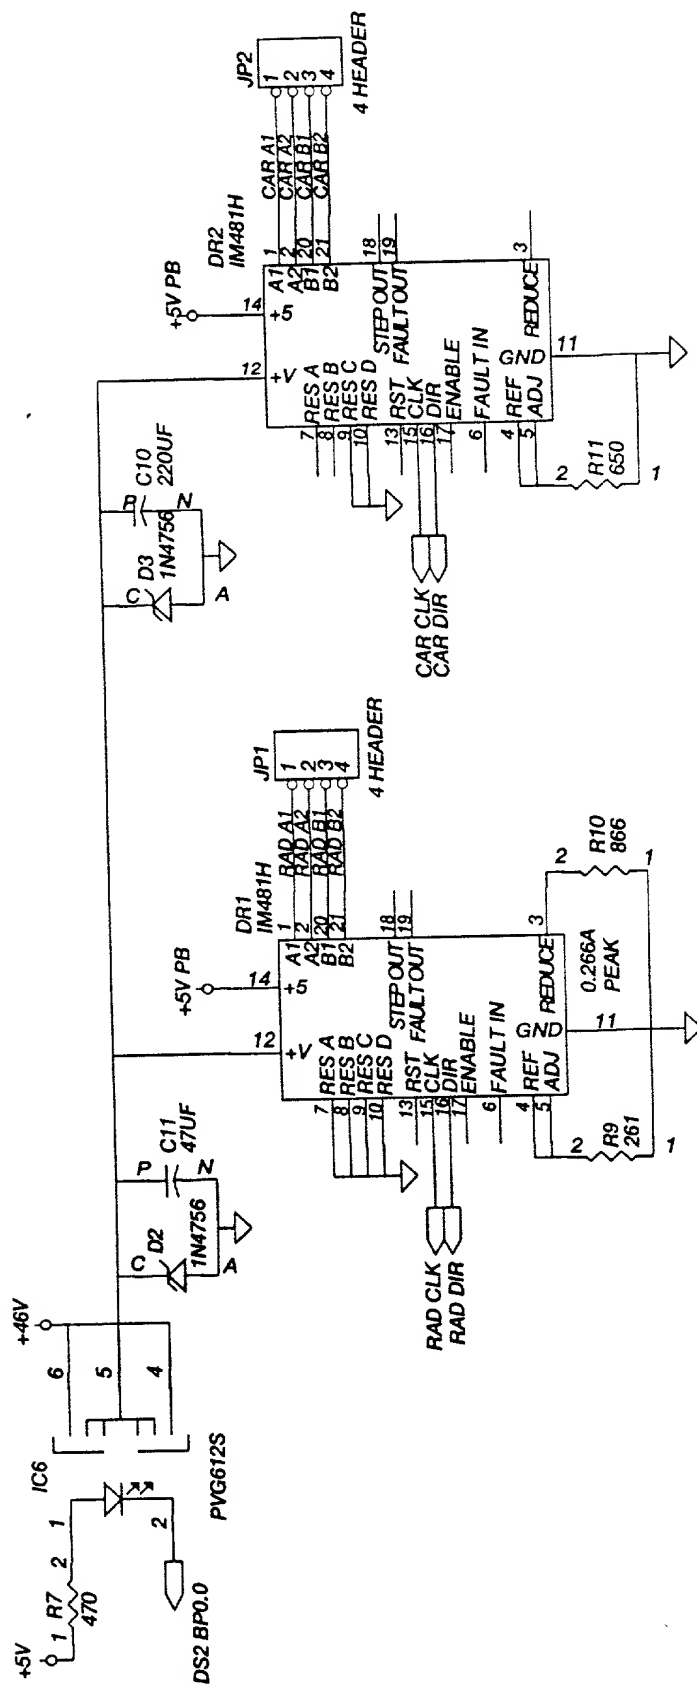 +5V
1 R7 2
470
1
2
DS2 BP0.0
IC6
PVG612S
6
5
4
+46V
C
D2
1N4756
A
P
C11
47UF
N
+5V PB
12
14
+V
+5
DR1
IM481H
1
2
20
21
A1
A2
B1
B2
RAD A1
RAD A2
RAD B1
RAD B2
JP1
1
2
3
4
4 HEADER
7
8
9
10
RES A
RES B
RES C
RES D
STEP OUT
FAULT OUT
18
19
13
15
16
17
RST
CLK
DIR
ENABLE
6
FAULT IN
4
5
REF
ADJ
GND
11
REDUCE
3
RAD CLK
RAD DIR
2
R9
261
1
0.266A
PEAK
2
R10
866
1
C
D3
1N4756
A
P
C10
220UF
N
+5V PB
12
14
+V
+5
DR2
IM481H
1
2
20
21
A1
A2
B1
B2
CAR A1
CAR A2
CAR B1
CAR B2
JP2
1
2
3
4
4 HEADER
7
8
9
10
RES A
RES B
RES C
RES D
STEP OUT
FAULT OUT
18
19
13
15
16
17
RST
CLK
DIR
ENABLE
6
FAULT IN
4
5
REF
ADJ
GND
11
REDUCE
3
CAR CLK
CAR DIR
2
R11
650
1